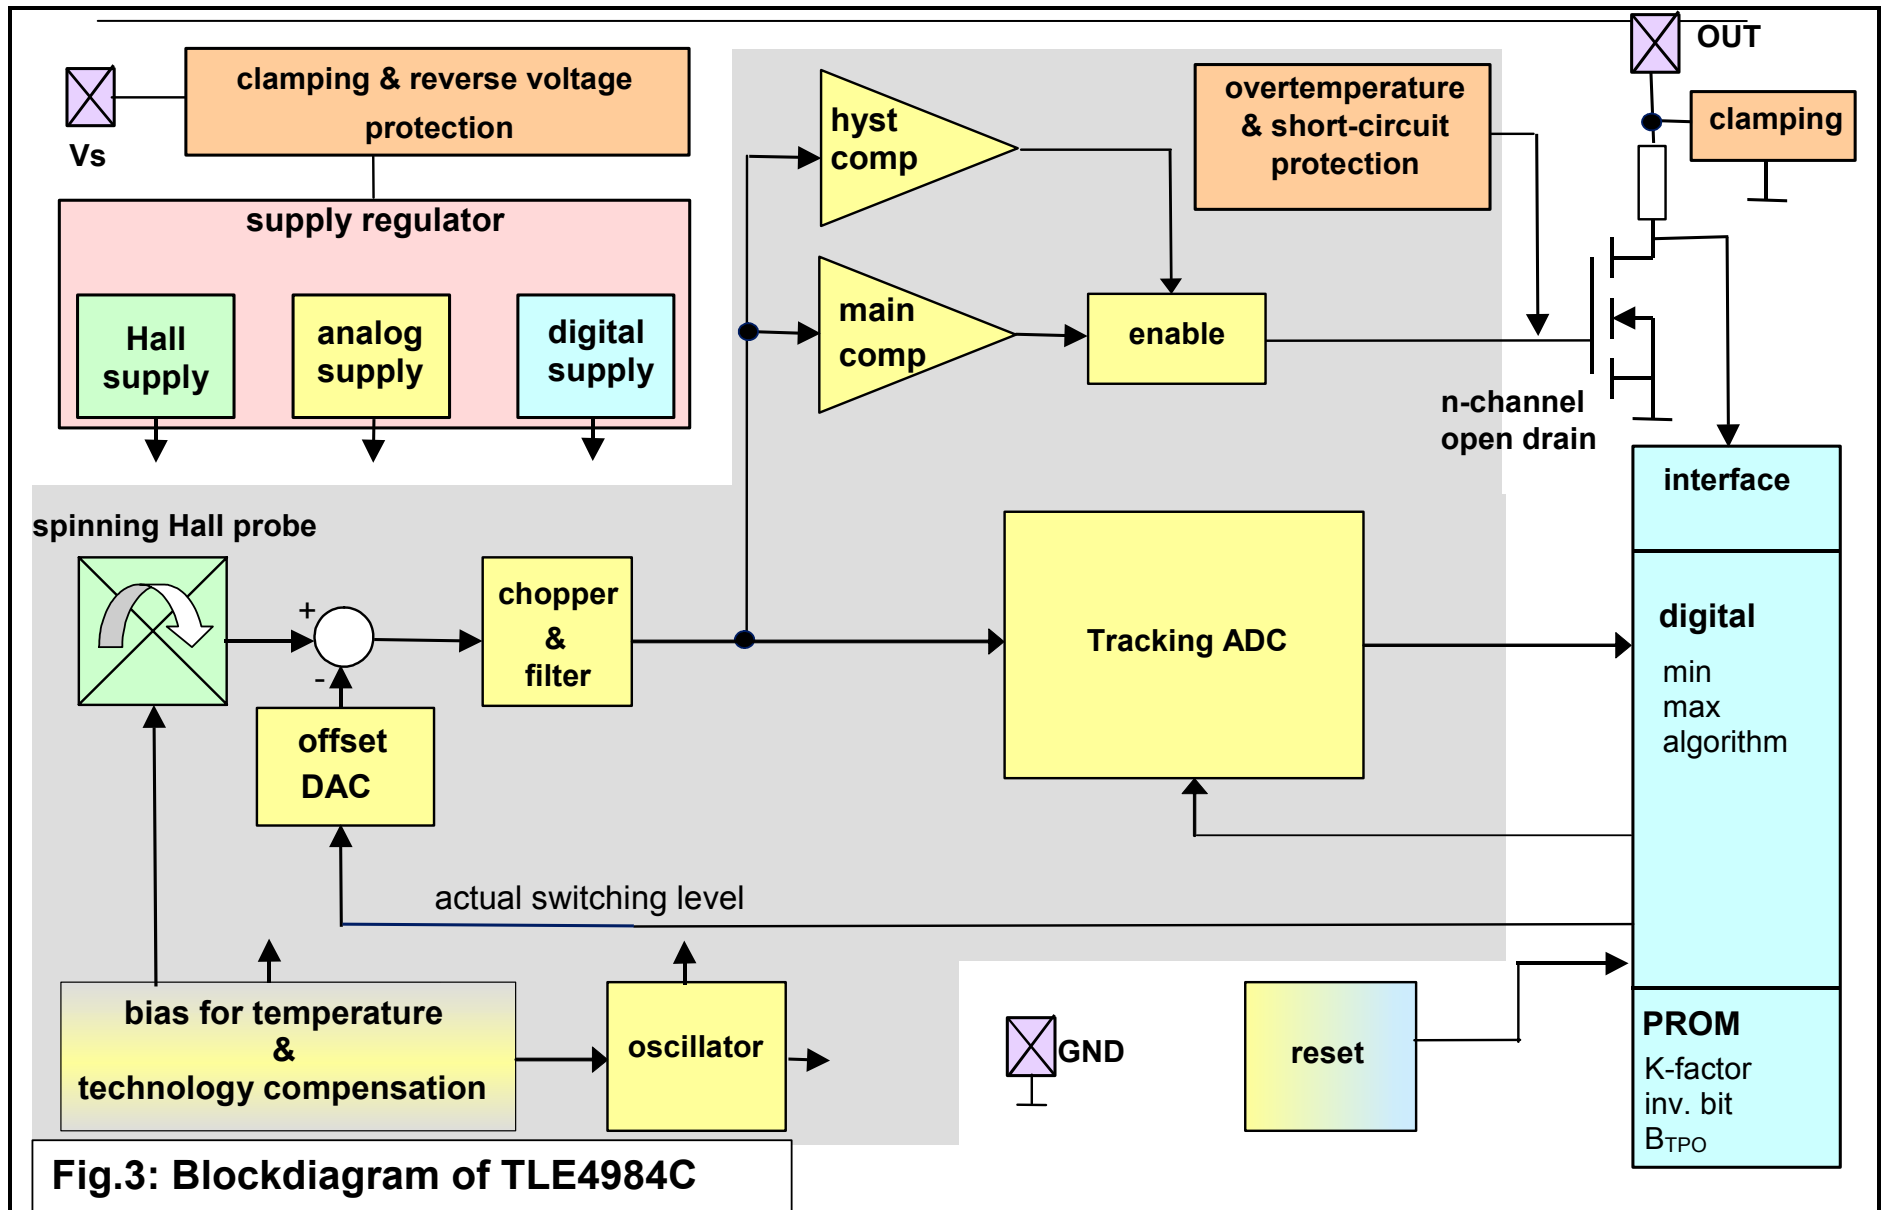 OUT
clamping & reverse voltage
protection
Vs
hyst
comp
overtemperature
& short-circuit
protection
clamping
supply regulator
Hall
supply
analog
supply
digital
supply
main
comp
enable
n-channel
open drain
interface
spinning Hall probe
+
-
chopper
&
filter
Tracking ADC
digital
min
max
algorithm
offset
DAC
actual switching level
bias for temperature
&
technology compensation
oscillator
GND
reset
PROM
K-factor
inv. bit
BTPO
Fig.3: Blockdiagram of TLE4984C